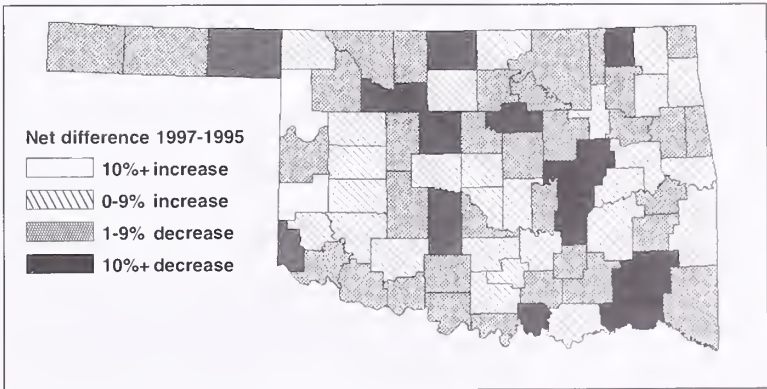 Net difference 1997-1995
10%+ increase
0-9% increase
1-9% decrease
10%+ decrease